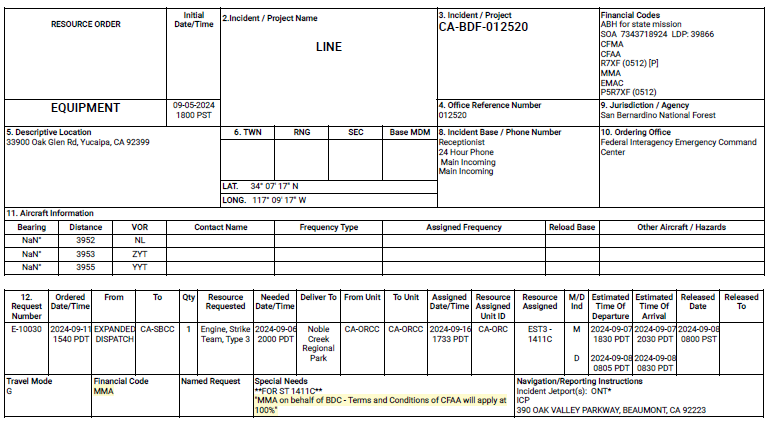 RESOURCE ORDER
Initial
Date/Time
2.Incident / Project Name
LINE
3. Incident / Project
CA-BDF-012520
Financial Codes
ABH for state mission
SOA 7343718924 LDP: 39866
CFMA
CFAA
R7XF (0512) [P]
MMA
EMAC
P5R7XF (0512)
EQUIPMENT
09-05-2024
1800 PST
4. Office Reference Number
012520
9. Jurisdiction / Agency
San Bernardino National Forest
5. Descriptive Location
33900 Oak Glen Rd, Yucaipa, CA 92399
6. TWN RNG SEC Base MDM
LAT. 34° 07' 17" N
LONG. 117° 09' 17" W
8. Incident Base / Phone Number
Receptionist
24 Hour Phone
Main Incoming
Main Incoming
10. Ordering Office
Federal Interagency Emergency Command
Center
11. Aircraft Information
Bearing Distance VOR Contact Name Frequency Type Assigned Frequency Reload Base Other Aircraft / Hazards
NaN° 3952 NL
NaN° 3953 ZYT
NaN° 3955 YYT
12.
Request
Number
Ordered
Date/Time
From
To
Qty
Resource
Requested
Needed
Date/Time
Deliver To
From Unit
To Unit
Assigned
Date/Time
Resource
Assigned
Unit ID
Resource
Assigned
M/D
Ind
Estimated
Time Of
Departure
Estimated
Time Of
Arrival
Released
Date
Released
To
E-10030
2024-09-11
1540 PDT
EXPANDED
DISPATCH
CA-SBCC
1
Engine, Strike
Team, Type 3
2024-09-06
2000 PDT
Noble
Creek
Regional
Park
CA-ORCC
CA-ORCC
2024-09-16
1733 PDT
CA-ORC
EST3 -
1411C
M
D
2024-09-07
1830 PDT
2024-09-08
0805 PDT
2024-09-07
2030 PDT
2024-09-08
0830 PDT
2024-09-08
0800 PST
Travel Mode
G
Financial Code
MMA
Named Request
Special Needs
**FOR ST 1411C**
"MMA on behalf of BDC - Terms and Conditions of CFAA will apply at
100%"
Navigation/Reporting Instructions
Incident Jetport(s): ONT*
ICP
390 OAK VALLEY PARKWAY, BEAUMONT, CA 92223